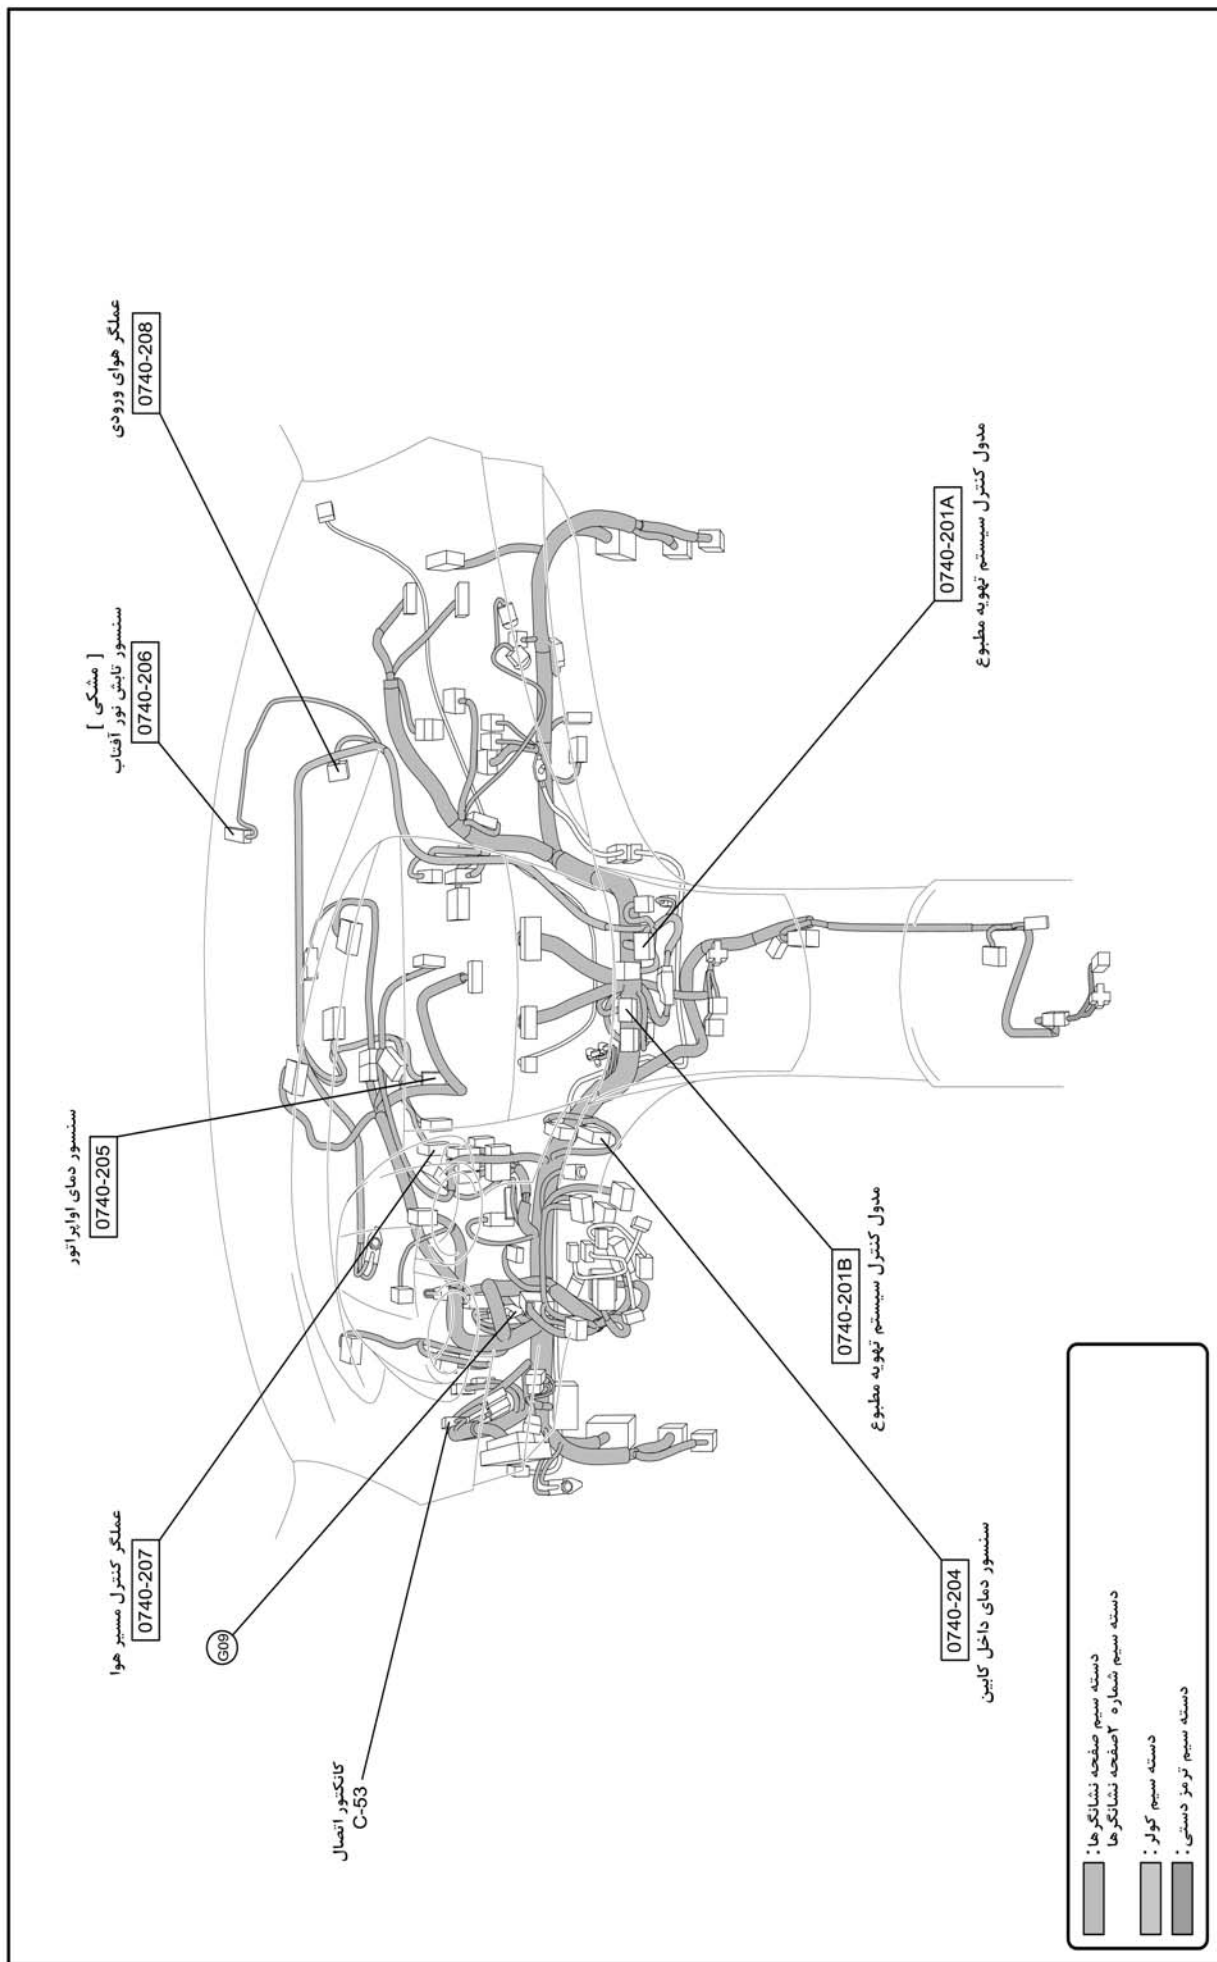 عملگر کنترل مسیر هوا
0740-207
سنسور دمای اواپراتور
0740-205
[ مشکی ]
سنسور تابش نور آفتاب
0740-206
عملگر هوای ورودی
0740-208
G09
کانکتور اتصال
C-53
0740-204
سنسور دمای داخل کابین
0740-201B
مدول کنترل سیستم تهویه مطبوع
0740-201A
مدول کنترل سیستم تهویه مطبوع
دسته سیم صفحه نشانگرها :
دسته سیم شماره ۲صفحه نشانگرها
دسته سیم کولر :
دسته سیم ترمز دستی :